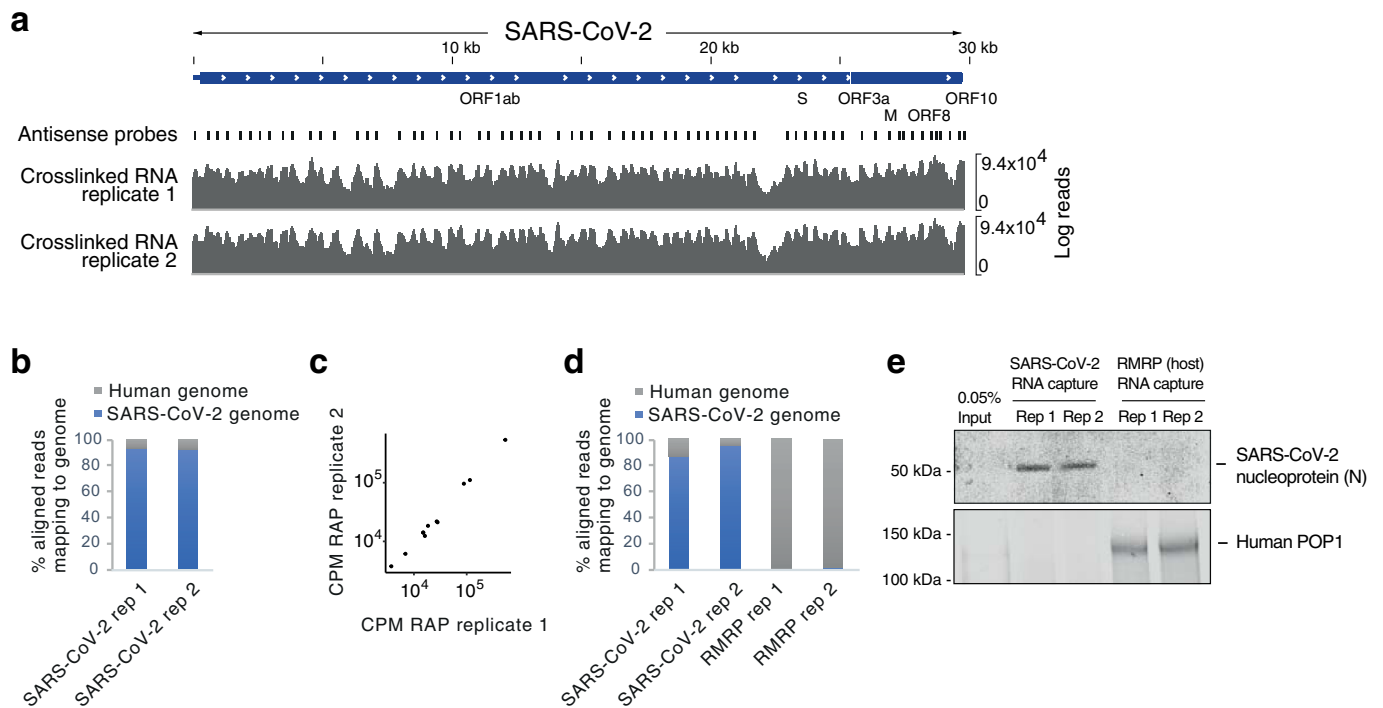 a
SARS-CoV-2
10 kb
20 kb
30 kb
ORF1ab
S
ORF3a
ORF10
M
ORF8
Antisense probes
Crosslinked RNA
replicate 1
9.4x10⁴
0
Crosslinked RNA
replicate 2
9.4x10⁴
0
Log reads
b
Human genome
SARS-CoV-2 genome
% aligned reads
mapping to genome
100
80
60
40
20
0
SARS-CoV-2 rep 1
SARS-CoV-2 rep 2
c
CPM RAP replicate 2
10⁵
10⁴
10⁴
10⁵
CPM RAP replicate 1
d
Human genome
SARS-CoV-2 genome
% aligned reads
mapping to genome
100
80
60
40
20
0
SARS-CoV-2 rep 1
SARS-CoV-2 rep 2
RMRP rep 1
RMRP rep 2
e
SARS-CoV-2
RNA capture
RMRP (host)
RNA capture
0.05%
Input
Rep 1
Rep 2
Rep 1
Rep 2
50 kDa -
SARS-CoV-2
nucleoprotein (N)
150 kDa -
Human POP1
100 kDa -